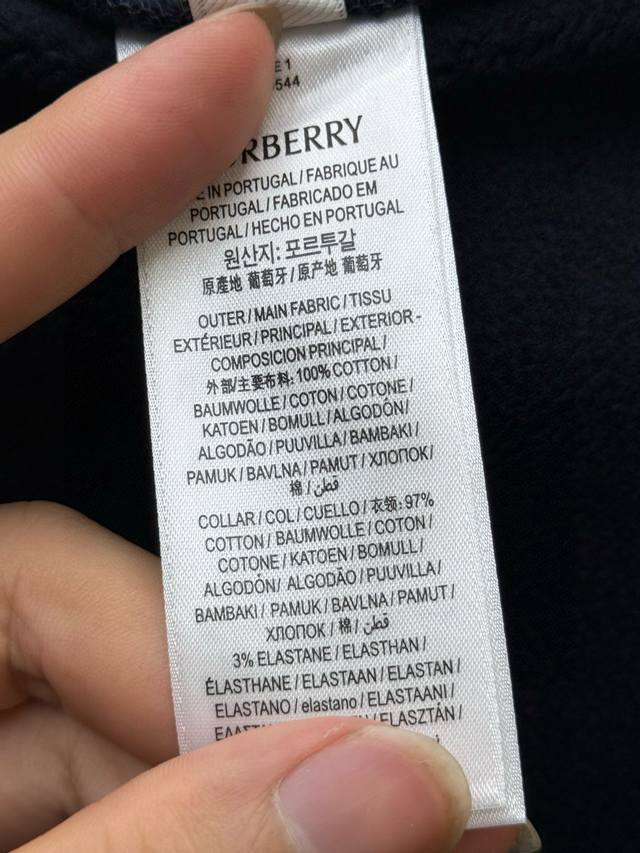 E 1
544
RBERRY
IN PORTUGAL / FABRIQUE AU
PORTUGAL / FABRICADO EM
PORTUGAL / HECHO EN PORTUGAL
원산지: 포르투갈
原產地 葡萄牙 / 原产地 葡萄牙
OUTER / MAIN FABRIC / TISSU
EXTÉRIEUR / PRINCIPAL / EXTERIOR -
COMPOSICION PRINCIPAL /
外部/主要布料: 100% COTTON /
BAUMWOLLE / COTON / COTONE /
KATOEN / BOMULL / ALGODÓN/
ALGODÃO / PUUVILLA / BAMBAKI /
PAMUK / BAVLNA / PAMUT / ХЛОПОК /
棉 / قطن /
COLLAR / COL / CUELLO / 衣领: 97%
COTTON / BAUMWOLLE / COTON /
COTONE / KATOEN / BOMULL /
ALGODÓN/ ALGODÃO / PUUVILLA /
BAMBAKI / PAMUK / BAVLNA / PAMUT /
ХЛОПОК / 棉 / قطن /
3% ELASTANE / ELASTHAN /
ÉLASTHANE / ELASTAAN / ELASTAN /
ELASTANO / elastano / ELASTAANI /
ELASZTÁN /